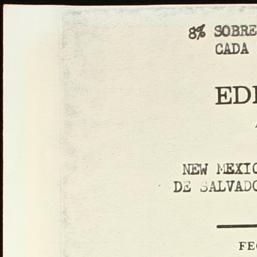 8% SOBRE
CADA
EDI
NEW MEXIC
DE SALVADO
FEC